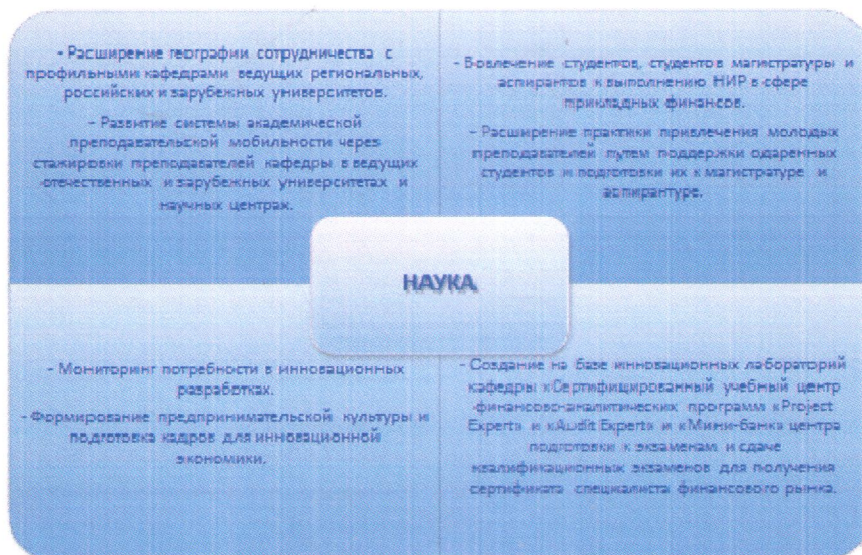 - Расширение географии сотрудничества с
профильными кафедрами ведущих региональных,
российских и зарубежных университетов.
- Развитие системы академической
преподавательской мобильности через
стажировки преподавателей кафедры в ведущих
отечественных и зарубежных университетах и
научных центрах.
- Вовлечение студентов, студентов магистратуры и
аспирантов к выполнению НИР в сфере
прикладных финансов.
- Расширение практики привлечения молодых
преподавателей путем поддержки одаренных
студентов и подготовки их к магистратуре и
аспирантуре.
НАУКА
- Мониторинг потребности в инновационных
разработках.
- Формирование предпринимательской культуры и
подготовка кадров для инновационной
экономики.
- Создание на базе инновационных лабораторий
кафедры «Сертифицированный учебный центр
финансово-аналитических программ «Project
Expert» и «Audit Expert» и «Мини-банк» центра
подготовки к экзаменам и сдаче
квалификационных экзаменов для получения
сертификата специалиста финансового рынка.